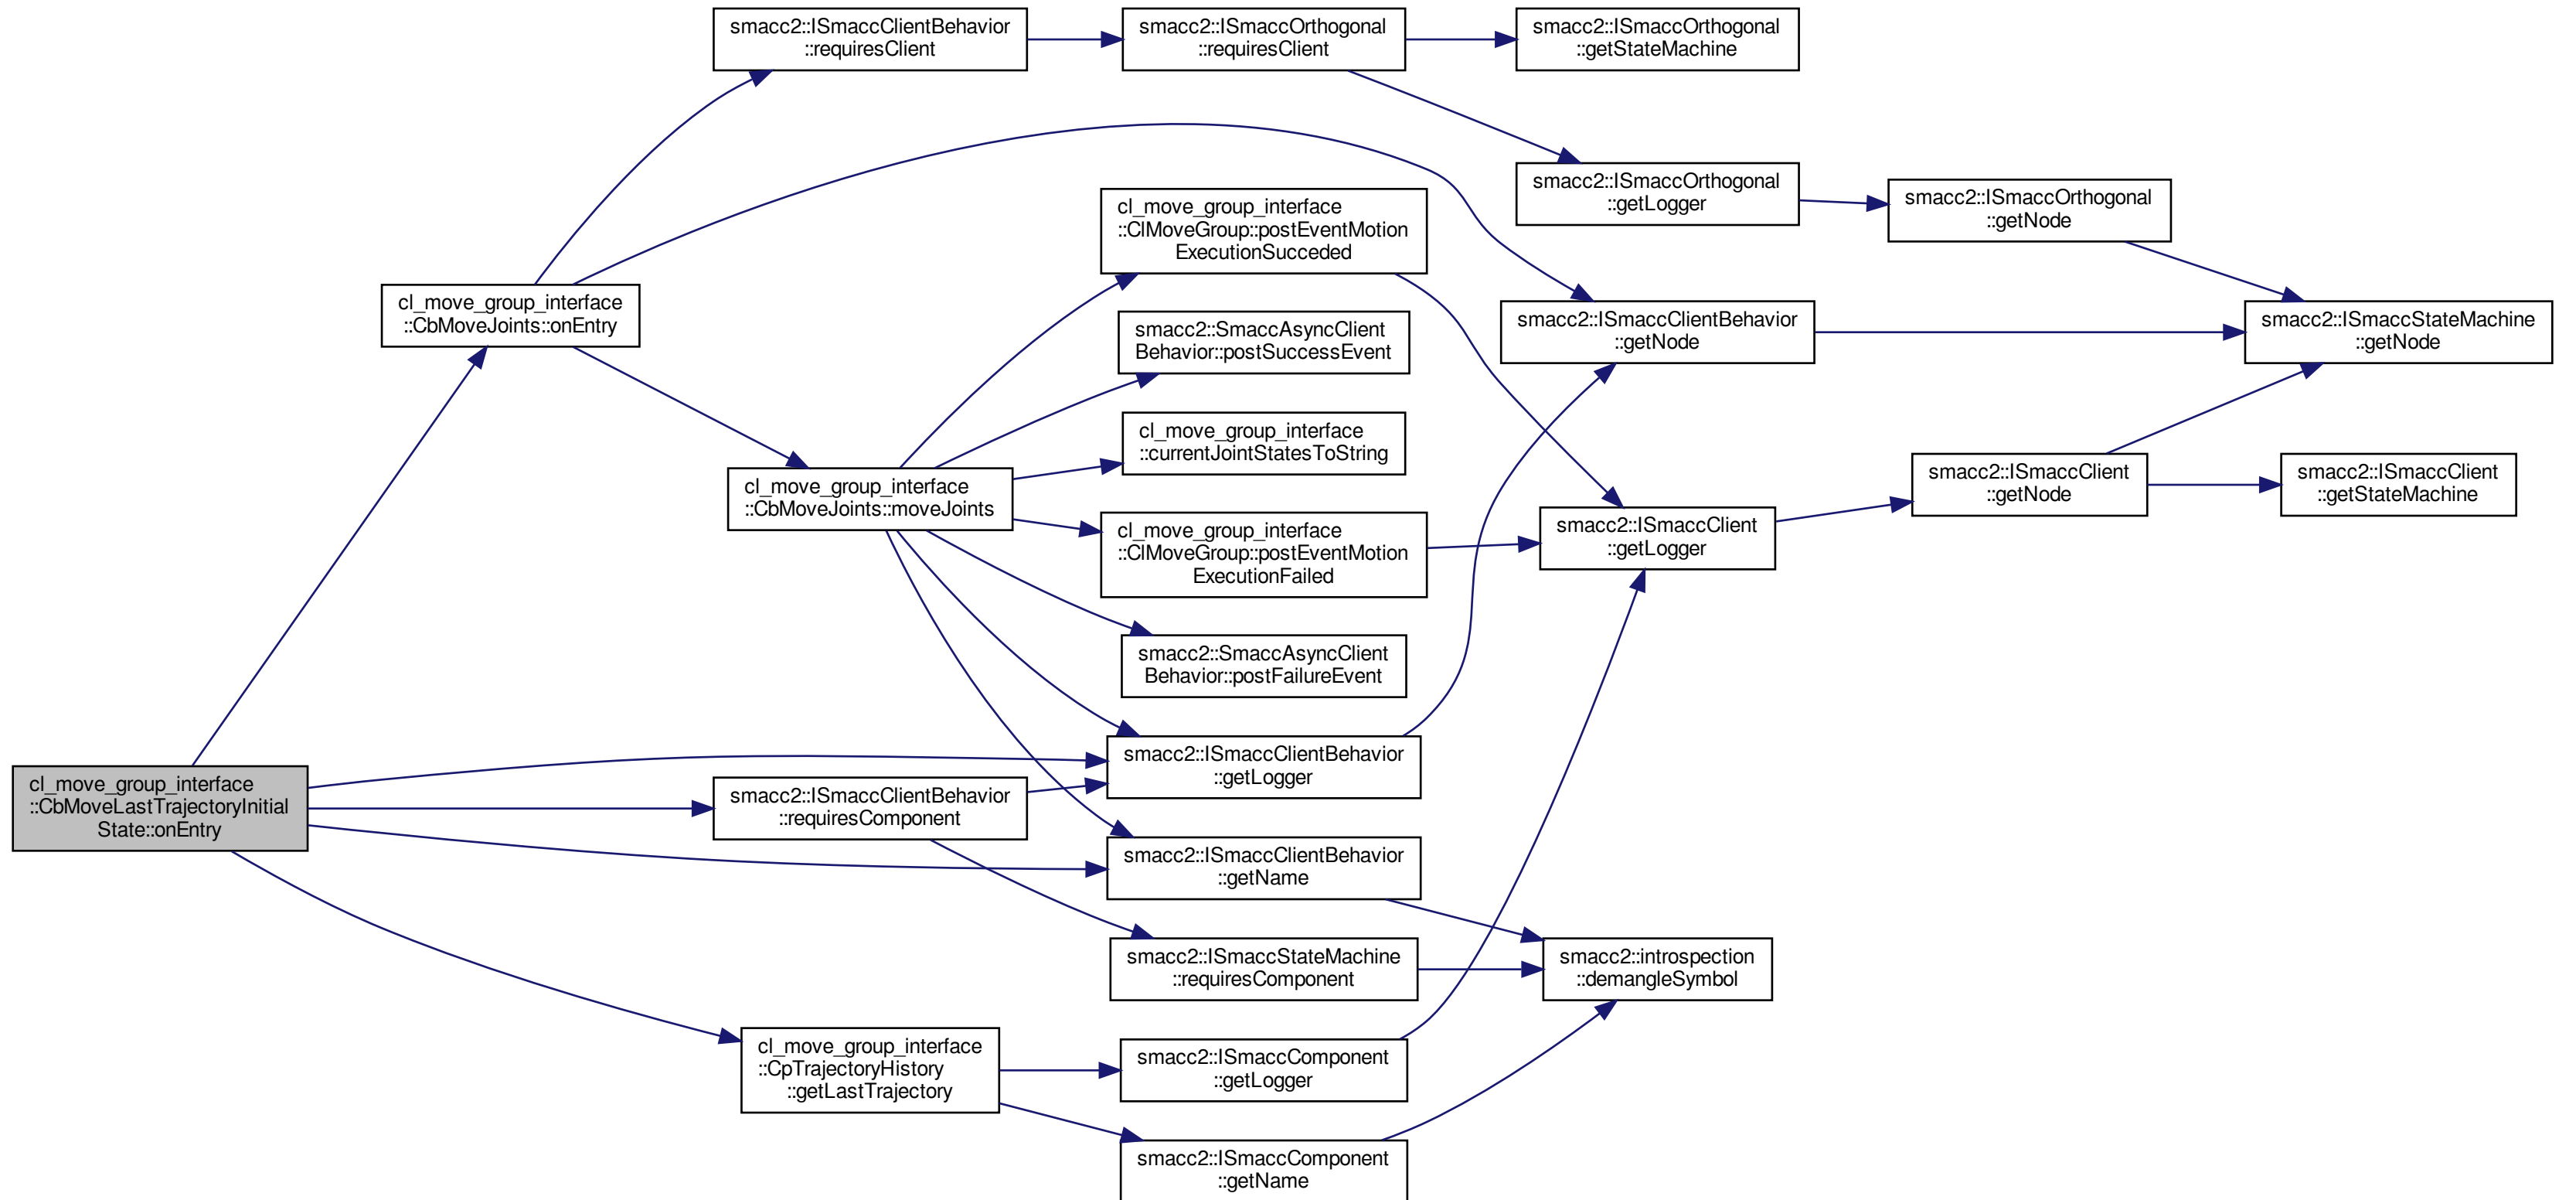 smacc2::ISmaccClientBehavior
::requiresClient
smacc2::ISmaccOrthogonal
::requiresClient
smacc2::ISmaccOrthogonal
::getStateMachine
smacc2::ISmaccOrthogonal
::getLogger
smacc2::ISmaccOrthogonal
::getNode
cl_move_group_interface
::ClMoveGroup::postEventMotion
ExecutionSucceded
cl_move_group_interface
::CbMoveJoints::onEntry
smacc2::SmaccAsyncClient
Behavior::postSuccessEvent
smacc2::ISmaccClientBehavior
::getNode
smacc2::ISmaccStateMachine
::getNode
cl_move_group_interface
::currentJointStatesToString
cl_move_group_interface
::CbMoveJoints::moveJoints
smacc2::ISmaccClient
::getNode
smacc2::ISmaccClient
::getStateMachine
cl_move_group_interface
::ClMoveGroup::postEventMotion
ExecutionFailed
smacc2::ISmaccClient
::getLogger
smacc2::SmaccAsyncClient
Behavior::postFailureEvent
smacc2::ISmaccClientBehavior
::getLogger
cl_move_group_interface
::CbMoveLastTrajectoryInitial
State::onEntry
smacc2::ISmaccClientBehavior
::requiresComponent
smacc2::ISmaccClientBehavior
::getName
smacc2::ISmaccStateMachine
::requiresComponent
smacc2::introspection
::demangleSymbol
cl_move_group_interface
::CpTrajectoryHistory
::getLastTrajectory
smacc2::ISmaccComponent
::getLogger
smacc2::ISmaccComponent
::getName